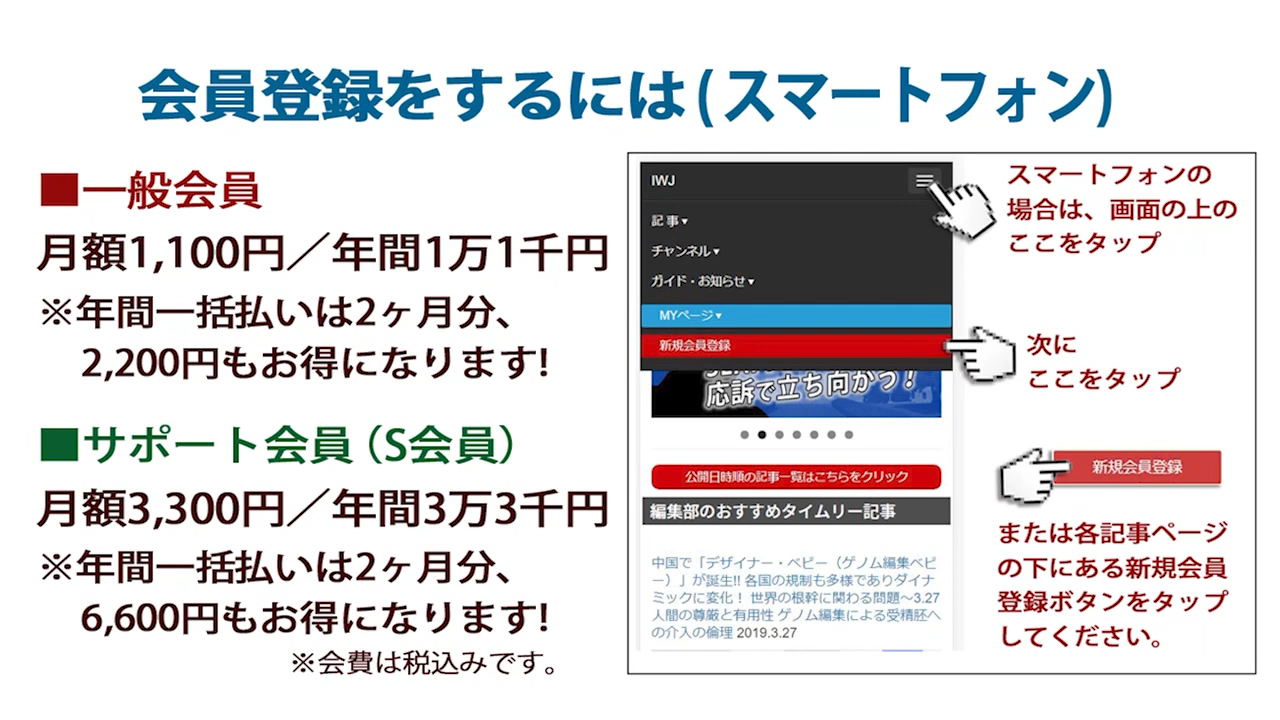 会員登録をするには(スマートフォン)
■一般会員
月額1,100円／年間1万1千円
※年間一括払いは2ヶ月分、
2,200円もお得になります!
■サポート会員（S会員）
月額3,300円／年間3万3千円
※年間一括払いは2ヶ月分、
6,600円もお得になります!
※会費は税込みです。
IWJ
記事▾
チャンネル▾
ガイド・お知らせ▾
MYページ▾
新規会員登録
応訴で立ち向かう！
公開日時順の記事一覧はこちらをクリック
編集部のおすすめタイムリー記事
中国で「デザイナー・ベビー（ゲノム編集ベビ
ー）」が誕生!! 各国の規制も多様でありダイナ
ミックに変化！ 世界の根幹に関わる問題～3.27
人間の尊厳と有用性 ゲノム編集による受精胚へ
の介入の倫理 2019.3.27
スマートフォンの
場合は、画面の上の
ここをタップ
次に
ここをタップ
新規会員登録
または各記事ページ
の下にある新規会員
登録ボタンをタップ
してください。